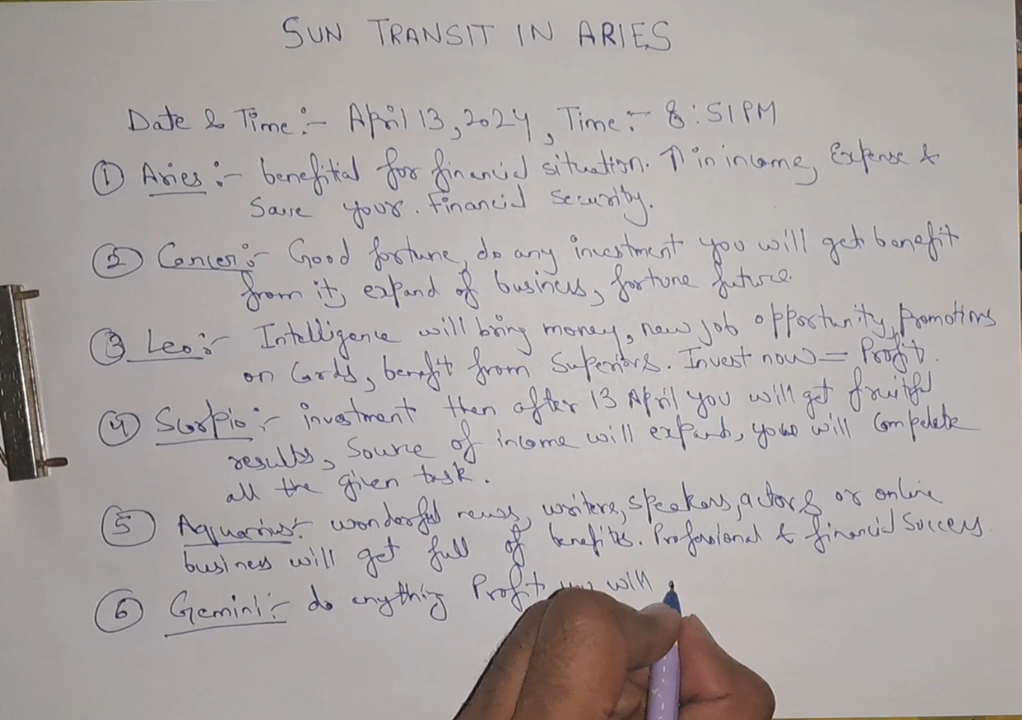 SUN TRANSIT IN ARIES
Date & Time:- April 13, 2024, Time:- 8:51PM
① Aries:- benefitial for financial situation. ↑ in income, Expense &
Save your. financial security.
② Cancer:- Good fortune, do any investment you will get benefit
from it, expand of business, fortune future.
③ Leo:- Intelligence will bring money, new job opportunity, promotions
on Cards, benefit from Superiors. Invest now = Profit.
④ Scorpio:- investment then after 13 April you will get fruitful
results, Source of income will expand, you will Compelete
all the given task.
⑤ Aquarius:- wonderful news, writers, speakers, actors or online
business will get full of benefits. Professional & financial Success.
⑥ Gemini:- do anything Profit you will